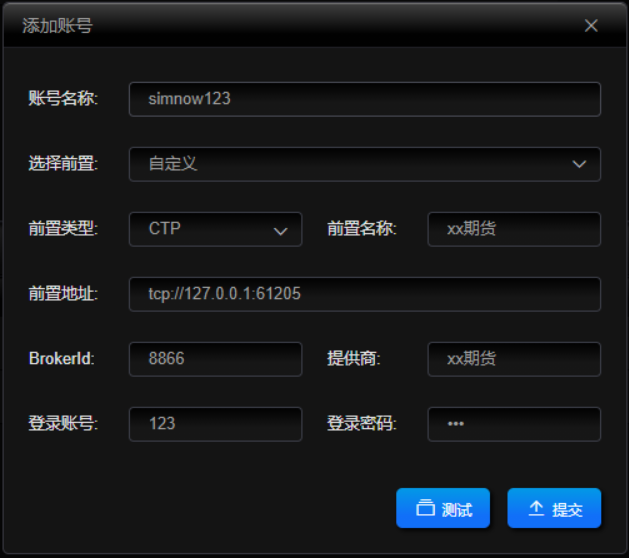 添加账号
账号名称: simnow123
选择前置: 自定义
前置类型: CTP 前置名称: xx期货
前置地址: tcp://127.0.0.1:61205
BrokerId: 8866 提供商: xx期货
登录账号: 123 登录密码: •••
测试 提交